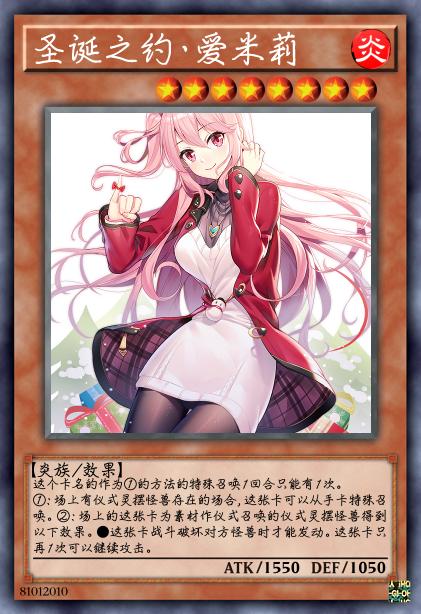 圣诞之约·爱米莉
炎
【炎族/效果】
这个卡名的作为①的方法的特殊召唤1回合只能有1次。
①：场上有仪式灵摆怪兽存在的场合，这张卡可以从手卡特殊召
唤。②：场上的这张卡为素材作仪式召唤的仪式灵摆怪兽得到
以下效果。●这张卡战斗破坏对方怪兽时才能发动。这张卡只
再1次可以继续攻击。
ATK/1550 DEF/1050
81012010